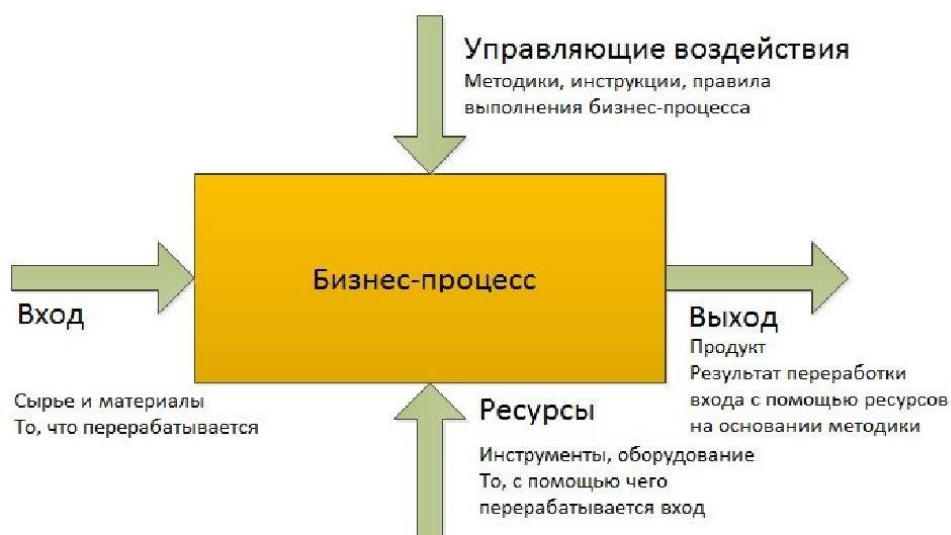 Управляющие воздействия
Методики, инструкции, правила
выполнения бизнес-процесса
Бизнес-процесс
Вход
Сырье и материалы
То, что перерабатывается
Выход
Продукт
Результат переработки
входа с помощью ресурсов
на основании методики
Ресурсы
Инструменты, оборудование
То, с помощью чего
перерабатывается вход